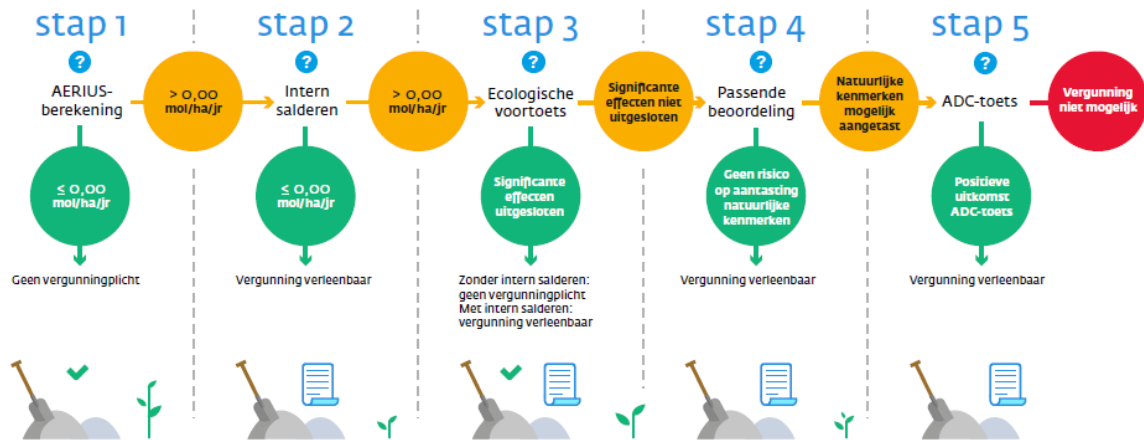 stap 1
?
AERIUS-
berekening
> 0,00
mol/ha/jr
≤ 0,00
mol/ha/jr
Geen vergunningplicht
stap 2
?
Intern
salderen
> 0,00
mol/ha/jr
≤ 0,00
mol/ha/jr
Vergunning verleenbaar
stap 3
?
Ecologische
voortoets
Significante
effecten niet
uitgesloten
Significante
effecten
uitgesloten
Zonder intern salderen:
geen vergunningplicht
Met intern salderen:
vergunning verleenbaar
stap 4
?
Passende
beoordeling
Natuurlijke
kenmerken
mogelijk
aangetast
Geen risico
op aantasting
natuurlijke
kenmerken
Vergunning verleenbaar
stap 5
?
ADC-toets
Vergunning
niet mogelijk
Positieve
uitkomst
ADC-toets
Vergunning verleenbaar